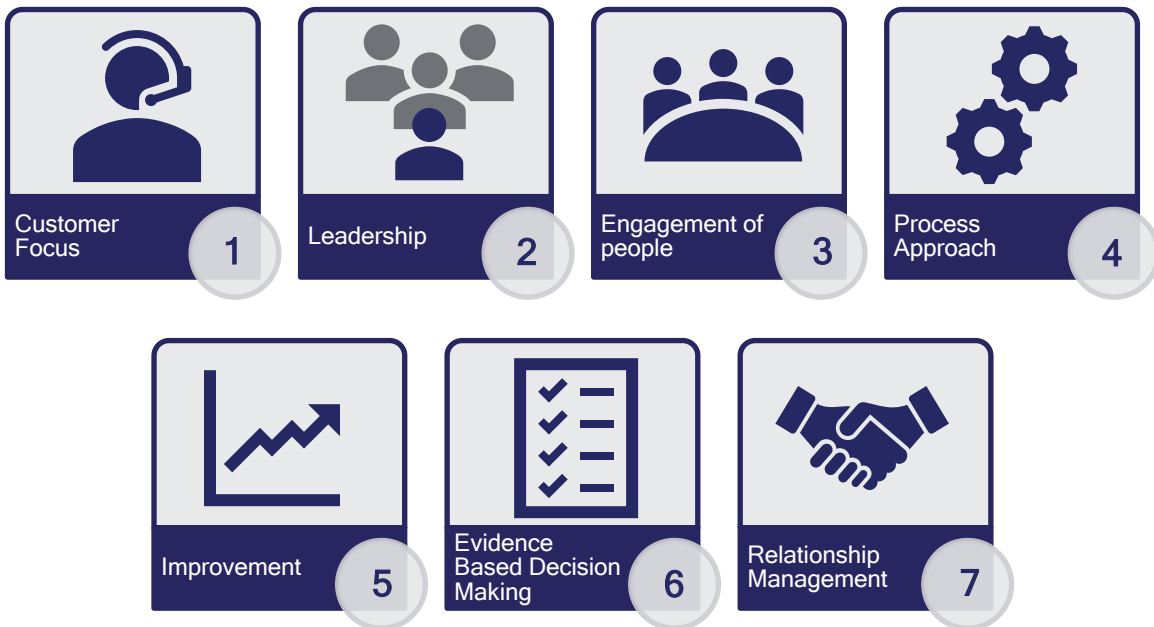 Customer
Focus
1
Leadership
2
Engagement of
people
3
Process
Approach
4
Improvement
5
Evidence
Based Decision
Making
6
Relationship
Management
7